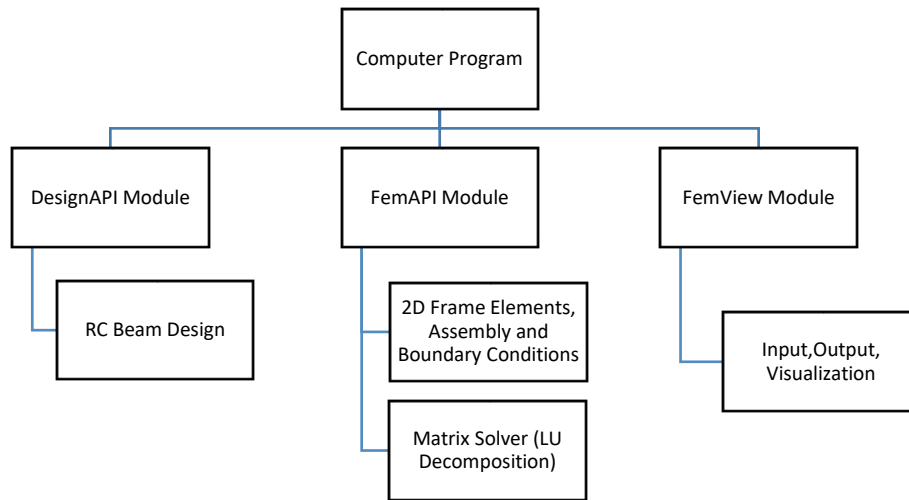 Computer Program
DesignAPI Module
FemAPI Module
FemView Module
RC Beam Design
2D Frame Elements,
Assembly and
Boundary Conditions
Input,Output,
Visualization
Matrix Solver (LU
Decomposition)